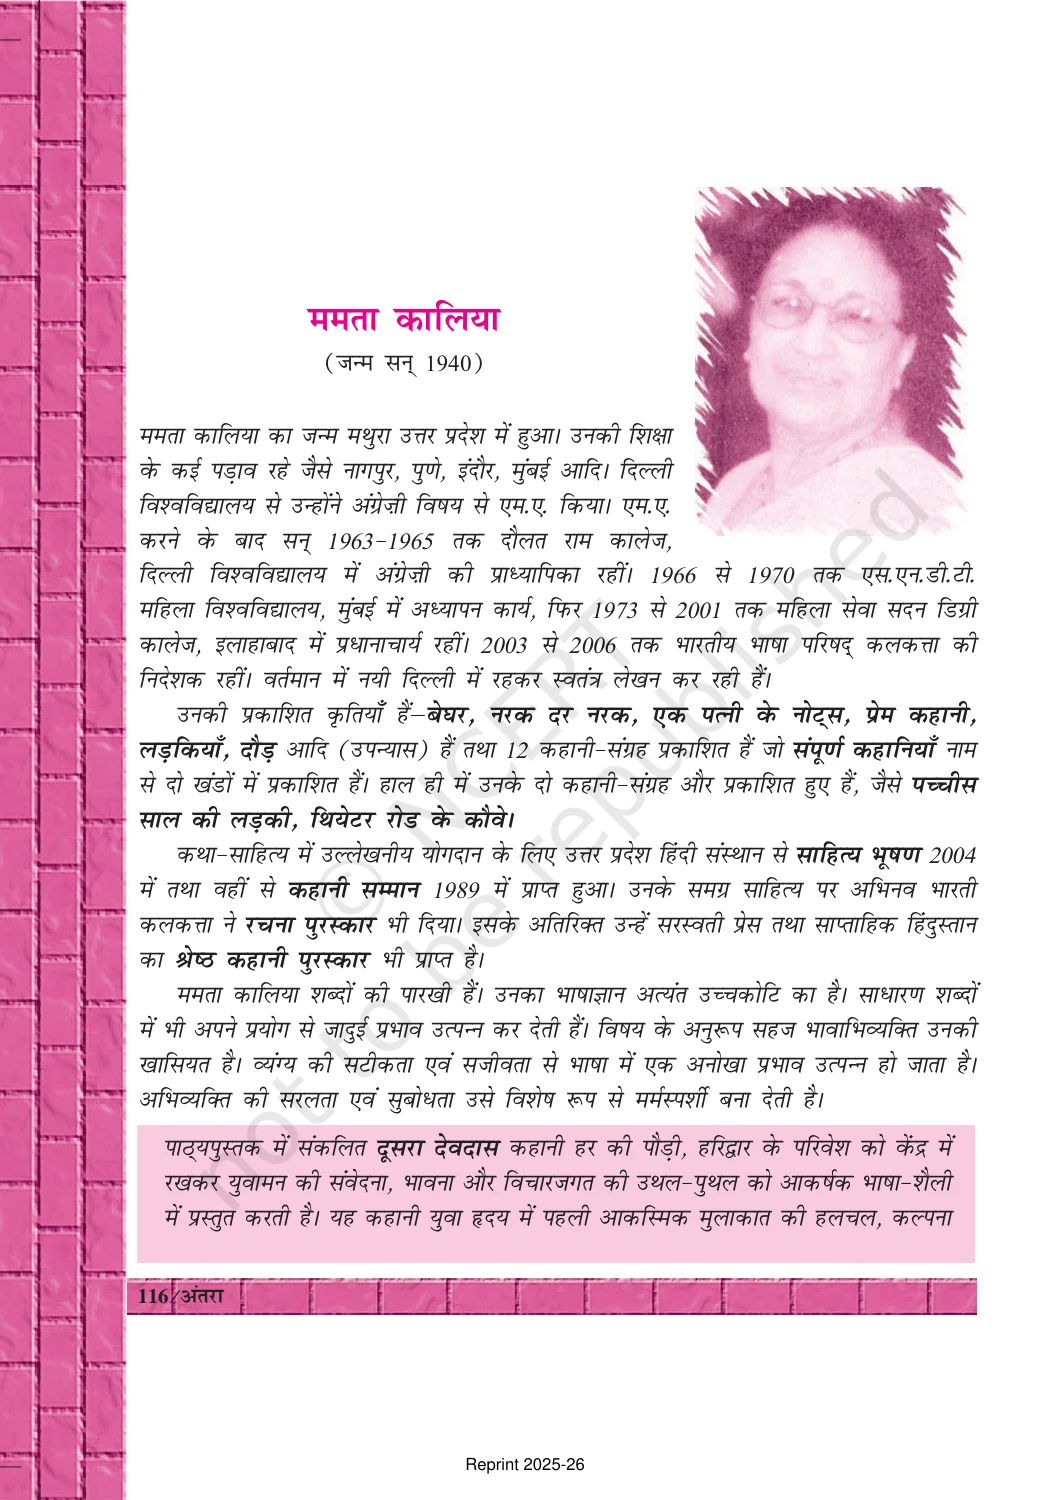 ममता कालिया
(जन्म सन् 1940)
ममता कालिया का जन्म मथुरा उत्तर प्रदेश में हुआ। उनकी शिक्षा
के कई पड़ाव रहे जैसे नागपुर, पुणे, इंदौर, मुंबई आदि। दिल्ली
विश्वविद्यालय से उन्होंने अंग्रेज़ी विषय से एम.ए. किया। एम.ए.
करने के बाद सन् 1963-1965 तक दौलत राम कालेज,
दिल्ली विश्वविद्यालय में अंग्रेज़ी की प्राध्यापिका रहीं। 1966 से 1970 तक एस.एन.डी.टी.
महिला विश्वविद्यालय, मुंबई में अध्यापन कार्य, फिर 1973 से 2001 तक महिला सेवा सदन डिग्री
कालेज, इलाहाबाद में प्रधानाचार्य रहीं। 2003 से 2006 तक भारतीय भाषा परिषद् कलकत्ता की
निदेशक रहीं। वर्तमान में नयी दिल्ली में रहकर स्वतंत्र लेखन कर रही हैं।
उनकी प्रकाशित कृतियाँ हैं–बेघर, नरक दर नरक, एक पत्नी के नोट्स, प्रेम कहानी,
लड़कियाँ, दौड़ आदि (उपन्यास) हैं तथा 12 कहानी-संग्रह प्रकाशित हैं जो संपूर्ण कहानियाँ नाम
से दो खंडों में प्रकाशित हैं। हाल ही में उनके दो कहानी-संग्रह और प्रकाशित हुए हैं, जैसे पच्चीस
साल की लड़की, थियेटर रोड के कौवे।
कथा-साहित्य में उल्लेखनीय योगदान के लिए उत्तर प्रदेश हिंदी संस्थान से साहित्य भूषण 2004
में तथा वहीं से कहानी सम्मान 1989 में प्राप्त हुआ। उनके समग्र साहित्य पर अभिनव भारती
कलकत्ता ने रचना पुरस्कार भी दिया। इसके अतिरिक्त उन्हें सरस्वती प्रेस तथा साप्ताहिक हिंदुस्तान
का श्रेष्ठ कहानी पुरस्कार भी प्राप्त है।
ममता कालिया शब्दों की पारखी हैं। उनका भाषाज्ञान अत्यंत उच्चकोटि का है। साधारण शब्दों
में भी अपने प्रयोग से जादुई प्रभाव उत्पन्न कर देती हैं। विषय के अनुरूप सहज भावाभिव्यक्ति उनकी
खासियत है। व्यंग्य की सटीकता एवं सजीवता से भाषा में एक अनोखा प्रभाव उत्पन्न हो जाता है।
अभिव्यक्ति की सरलता एवं सुबोधता उसे विशेष रूप से मर्मस्पर्शी बना देती है।
पाठ्यपुस्तक में संकलित दूसरा देवदास कहानी हर की पौड़ी, हरिद्वार के परिवेश को केंद्र में
रखकर युवामन की संवेदना, भावना और विचारजगत की उथल-पुथल को आकर्षक भाषा-शैली
में प्रस्तुत करती है। यह कहानी युवा हृदय में पहली आकस्मिक मुलाकात की हलचल, कल्पना
116/अंतरा
© NCERT
not to be republished
Reprint 2025-26